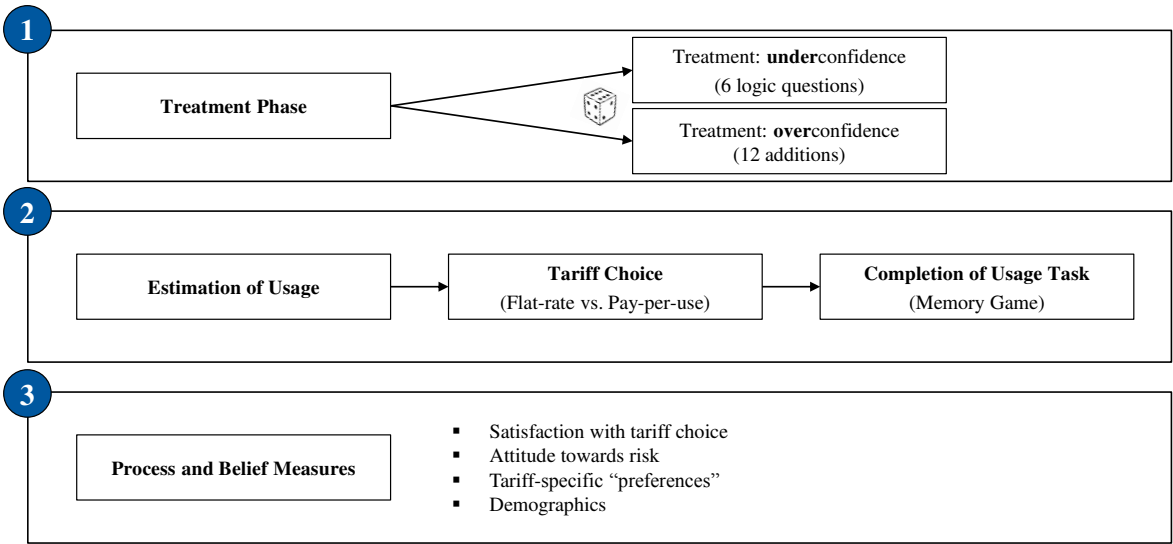 1
Treatment Phase
Treatment: underconfidence
(6 logic questions)
Treatment: overconfidence
(12 additions)
2
Estimation of Usage
Tariff Choice
(Flat-rate vs. Pay-per-use)
Completion of Usage Task
(Memory Game)
3
Process and Belief Measures
▪ Satisfaction with tariff choice
▪ Attitude towards risk
▪ Tariff-specific “preferences”
▪ Demographics